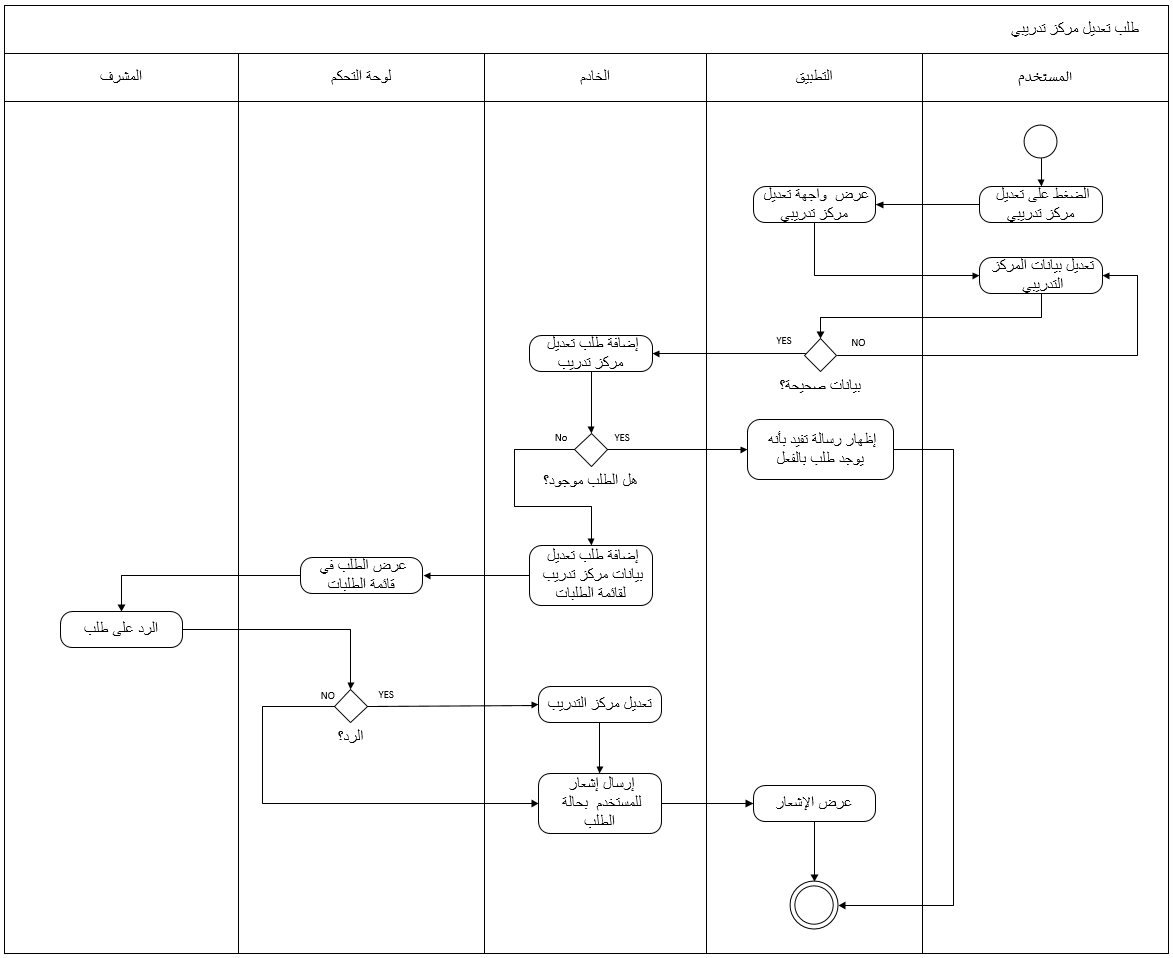 طلب تعديل مركز تدريبي
المستخدم
التطبيق
الخادم
لوحة التحكم
المشرف
الضغط على تعديل
مركز تدريبي
عرض واجهة تعديل
مركز تدريبي
تعديل بيانات المركز
التدريبي
NO
YES
بيانات صحيحة؟
إضافة طلب تعديل
مركز تدريب
YES
No
هل الطلب موجود؟
إظهار رسالة تفيد بأنه
يوجد طلب بالفعل
إضافة طلب تعديل
بيانات مركز تدريب
لقائمة الطلبات
عرض الطلب في
قائمة الطلبات
الرد على طلب
YES
NO
الرد؟
تعديل مركز التدريب
إرسال إشعار
للمستخدم بحالة
الطلب
عرض الإشعار